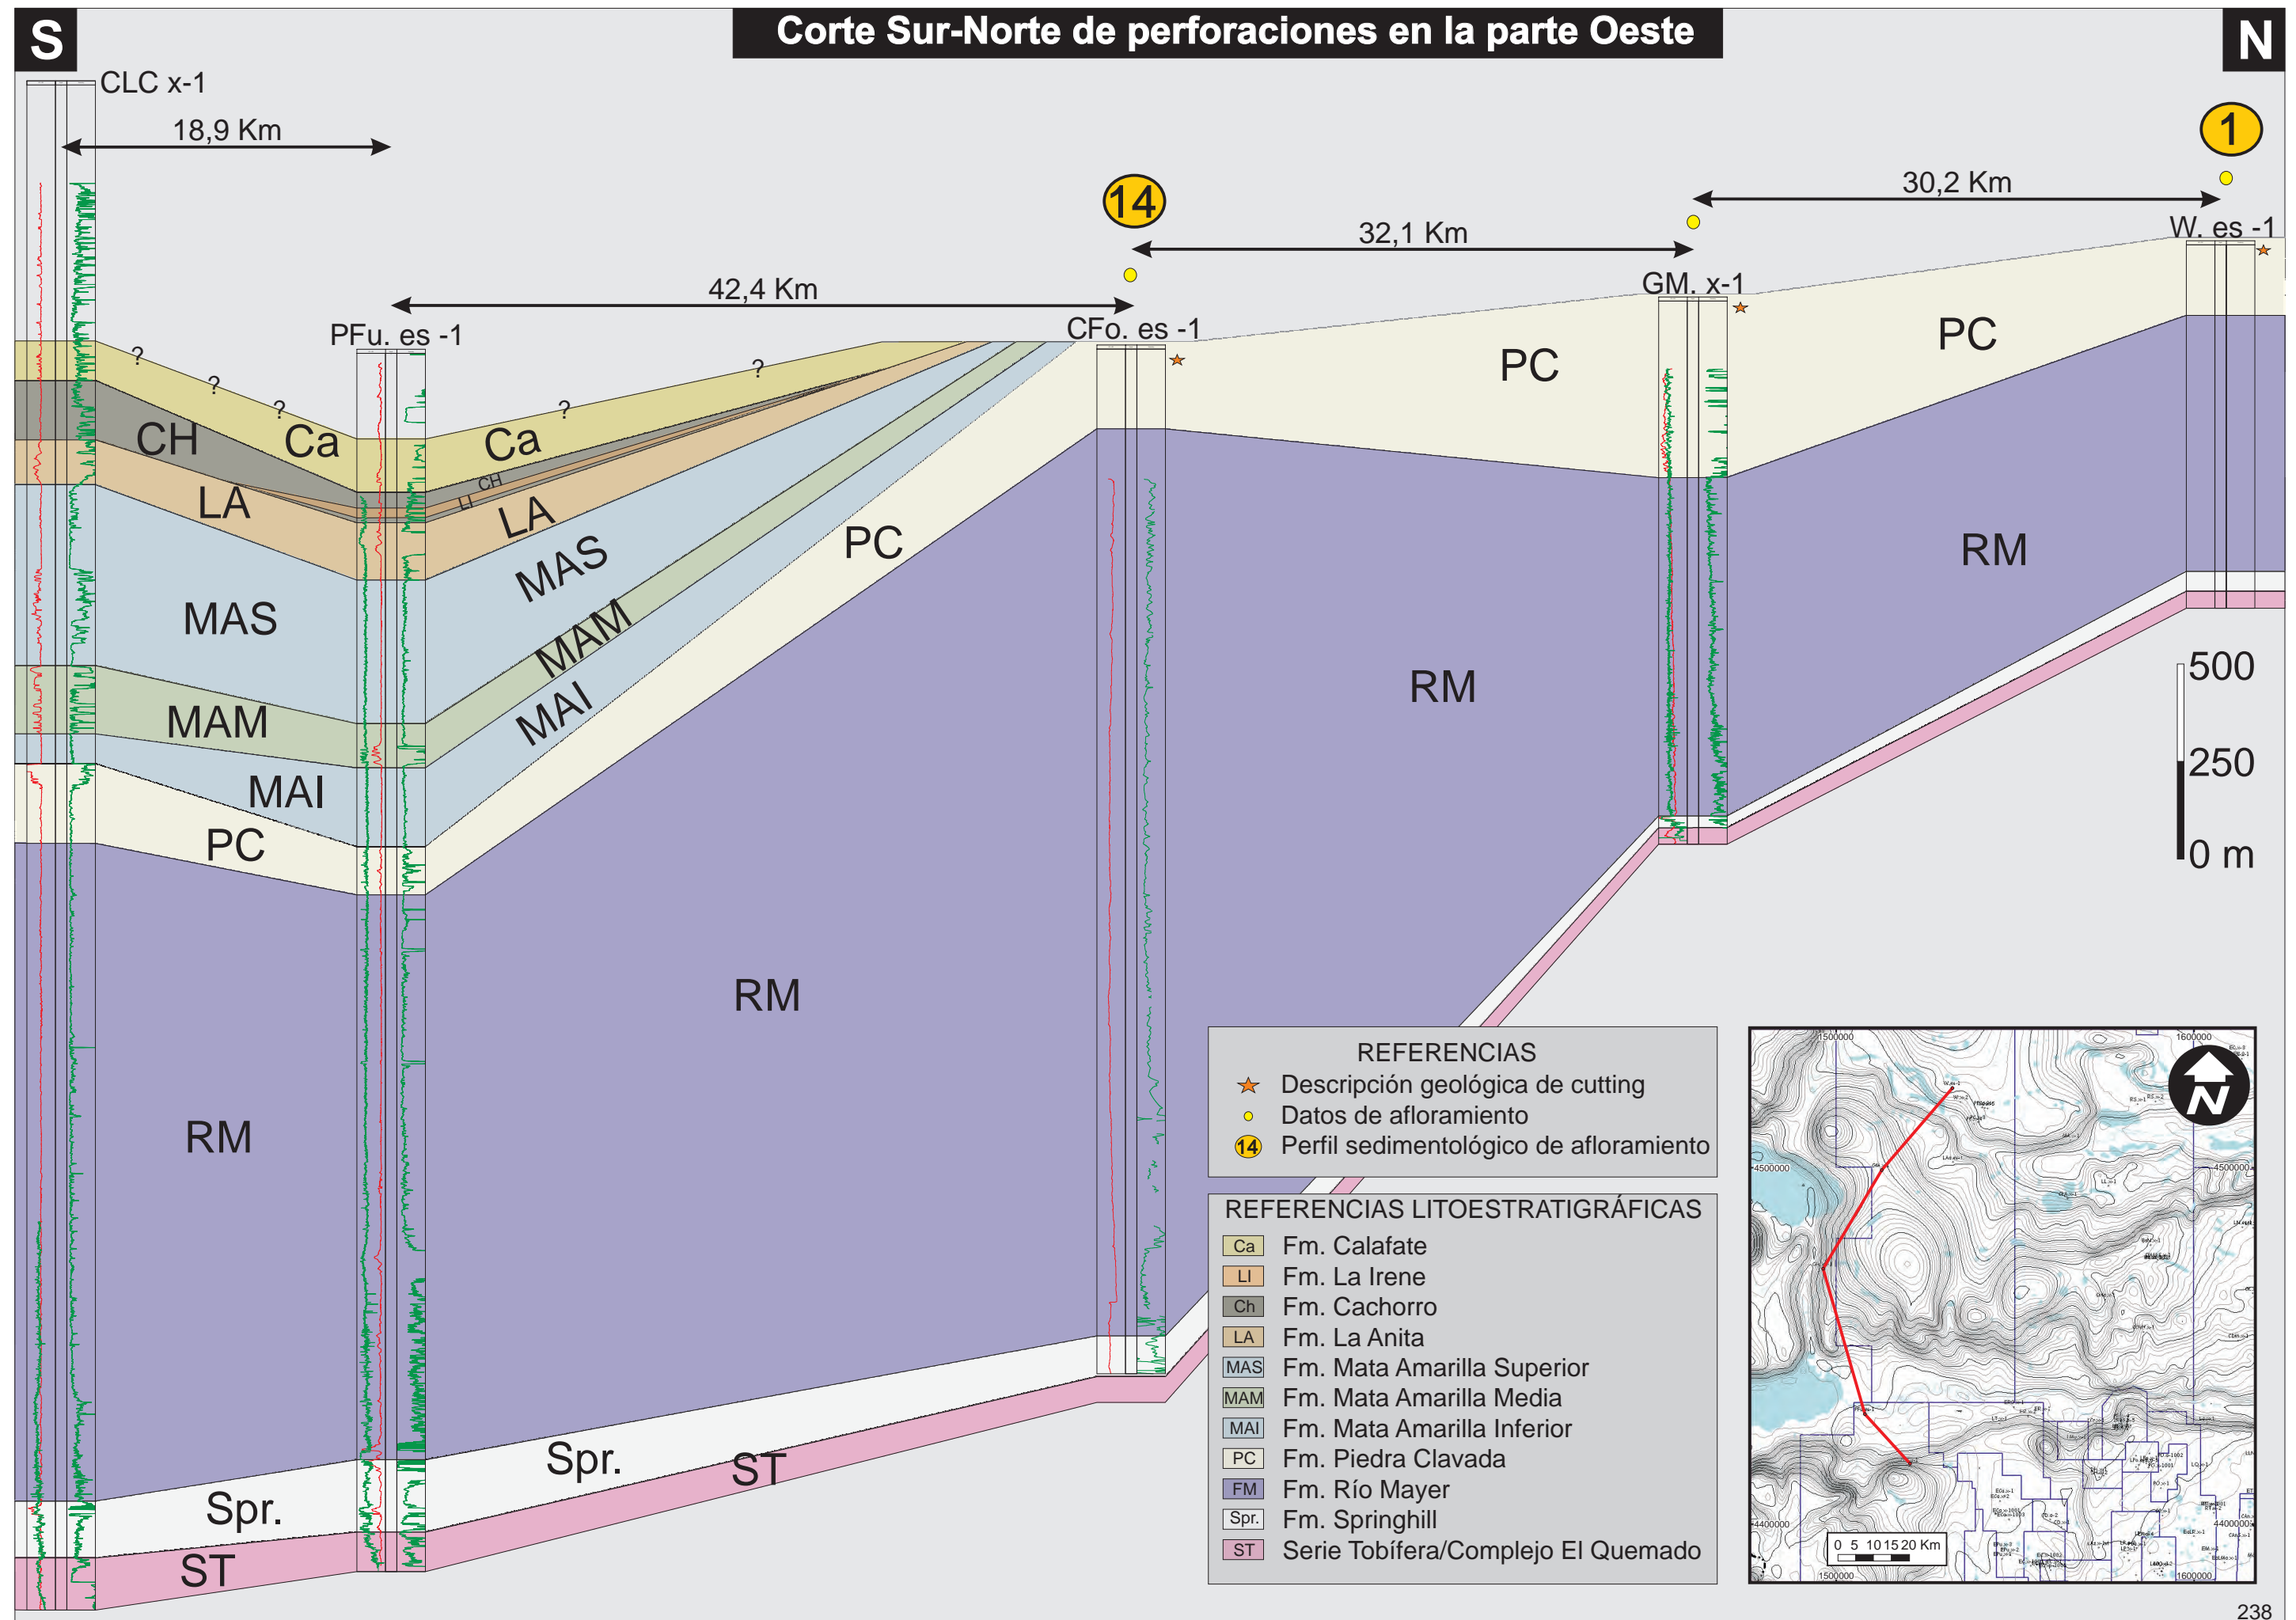 S
Corte Sur-Norte de perforaciones en la parte Oeste
N
CLC x-1
18,9 Km
1
14
30,2 Km
32,1 Km
W. es -1
42,4 Km
GM. x-1
PFu. es -1
CFo. es -1
?
?
?
?
?
CH
Ca
Ca
CH
LI
LA
LA
PC
PC
PC
MAS
MAS
MAM
MAM
MAI
MAI
PC
RM
RM
RM
RM
500
250
0 m
Spr.
Spr.
ST
ST
REFERENCIAS
Descripción geológica de cutting
Datos de afloramiento
14 Perfil sedimentológico de afloramiento
REFERENCIAS LITOESTRATIGRÁFICAS
Ca Fm. Calafate
LI Fm. La Irene
Ch Fm. Cachorro
LA Fm. La Anita
MAS Fm. Mata Amarilla Superior
MAM Fm. Mata Amarilla Media
MAI Fm. Mata Amarilla Inferior
PC Fm. Piedra Clavada
FM Fm. Río Mayer
Spr. Fm. Springhill
ST Serie Tobífera/Complejo El Quemado
1500000
1600000
N
4500000
4500000
4400000
4400000
0 5 10 15 20 Km
1500000
1600000
238